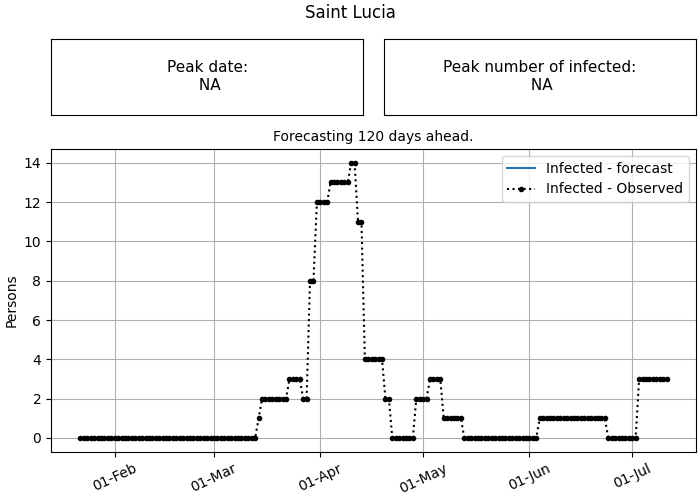 Saint Lucia
Peak date:
NA
Peak number of infected:
NA
Forecasting 120 days ahead.
Infected - forecast
Infected - Observed
Persons
14
12
10
8
6
4
2
0
01-Feb
01-Mar
01-Apr
01-May
01-Jun
01-Jul